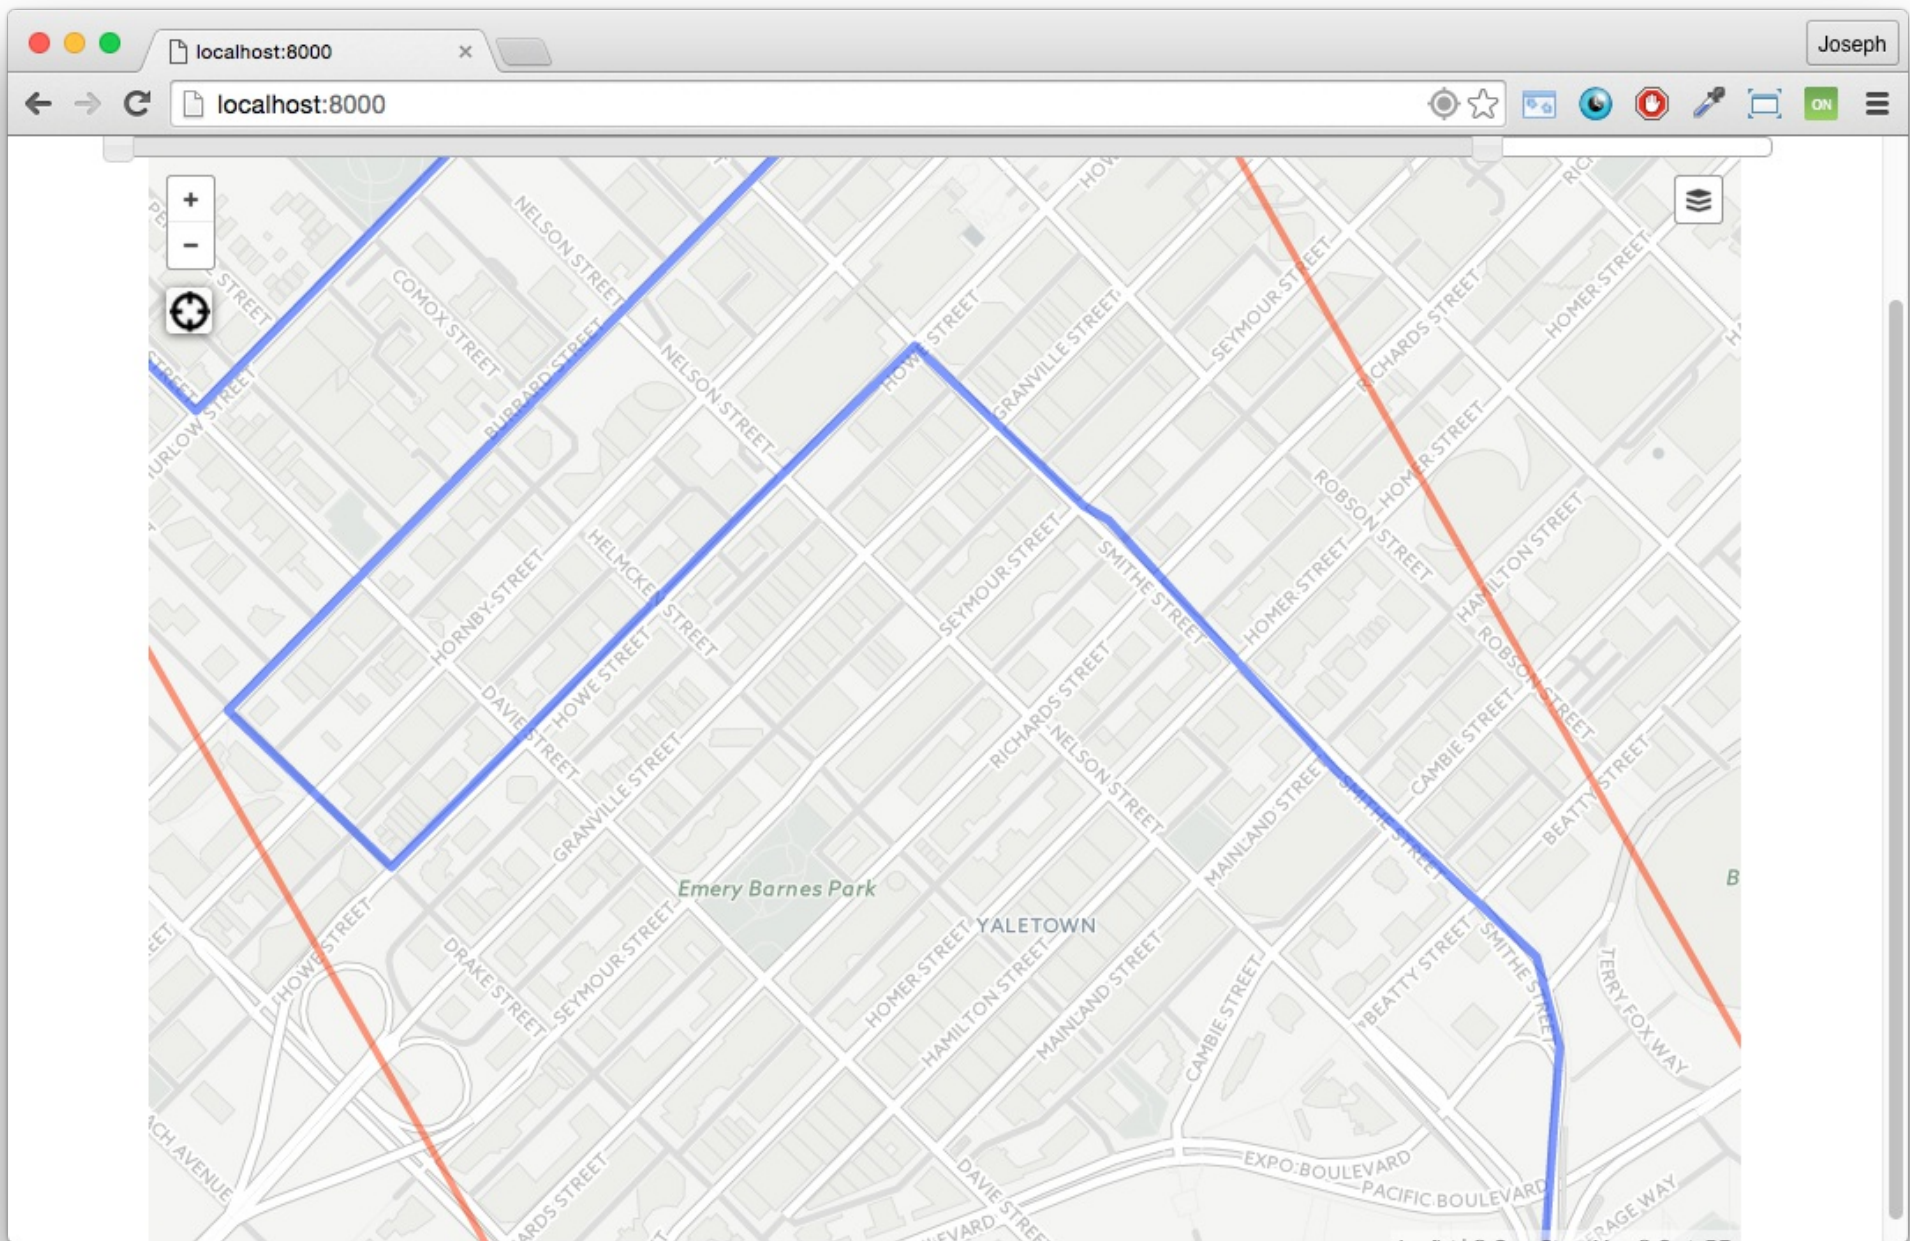 localhost:8000
Joseph
localhost:8000
ON
+
−
NELSON STREET
COMOX STREET
STREET
BURRARD STREET
NELSON STREET
HOWE STREET
GRANVILLE STREET
SEYMOUR STREET
RICHARDS STREET
HOMER STREET
STREET
HOMER STREET
ROBSON STREET
HAMILTON STREET
HORNBY STREET
HELMCKEN STREET
SEYMOUR STREET
SMITHE STREET
HOMER STREET
ROBSON STREET
HOWE STREET
DAVIE STREET
RICHARDS STREET
NELSON STREET
CAMBIE STREET
BEATTY STREET
GRANVILLE STREET
MAINLAND STREET
SMITHE STREET
Emery Barnes Park
YALETOWN
HOWE STREET
DRAKE STREET
SEYMOUR STREET
HOMER STREET
HAMILTON STREET
MAINLAND STREET
CAMBIE STREET
BEATTY STREET
SMITHE STREET
TERRY FOX WAY
EXPO BOULEVARD
PACIFIC BOULEVARD
DAVIE STREET